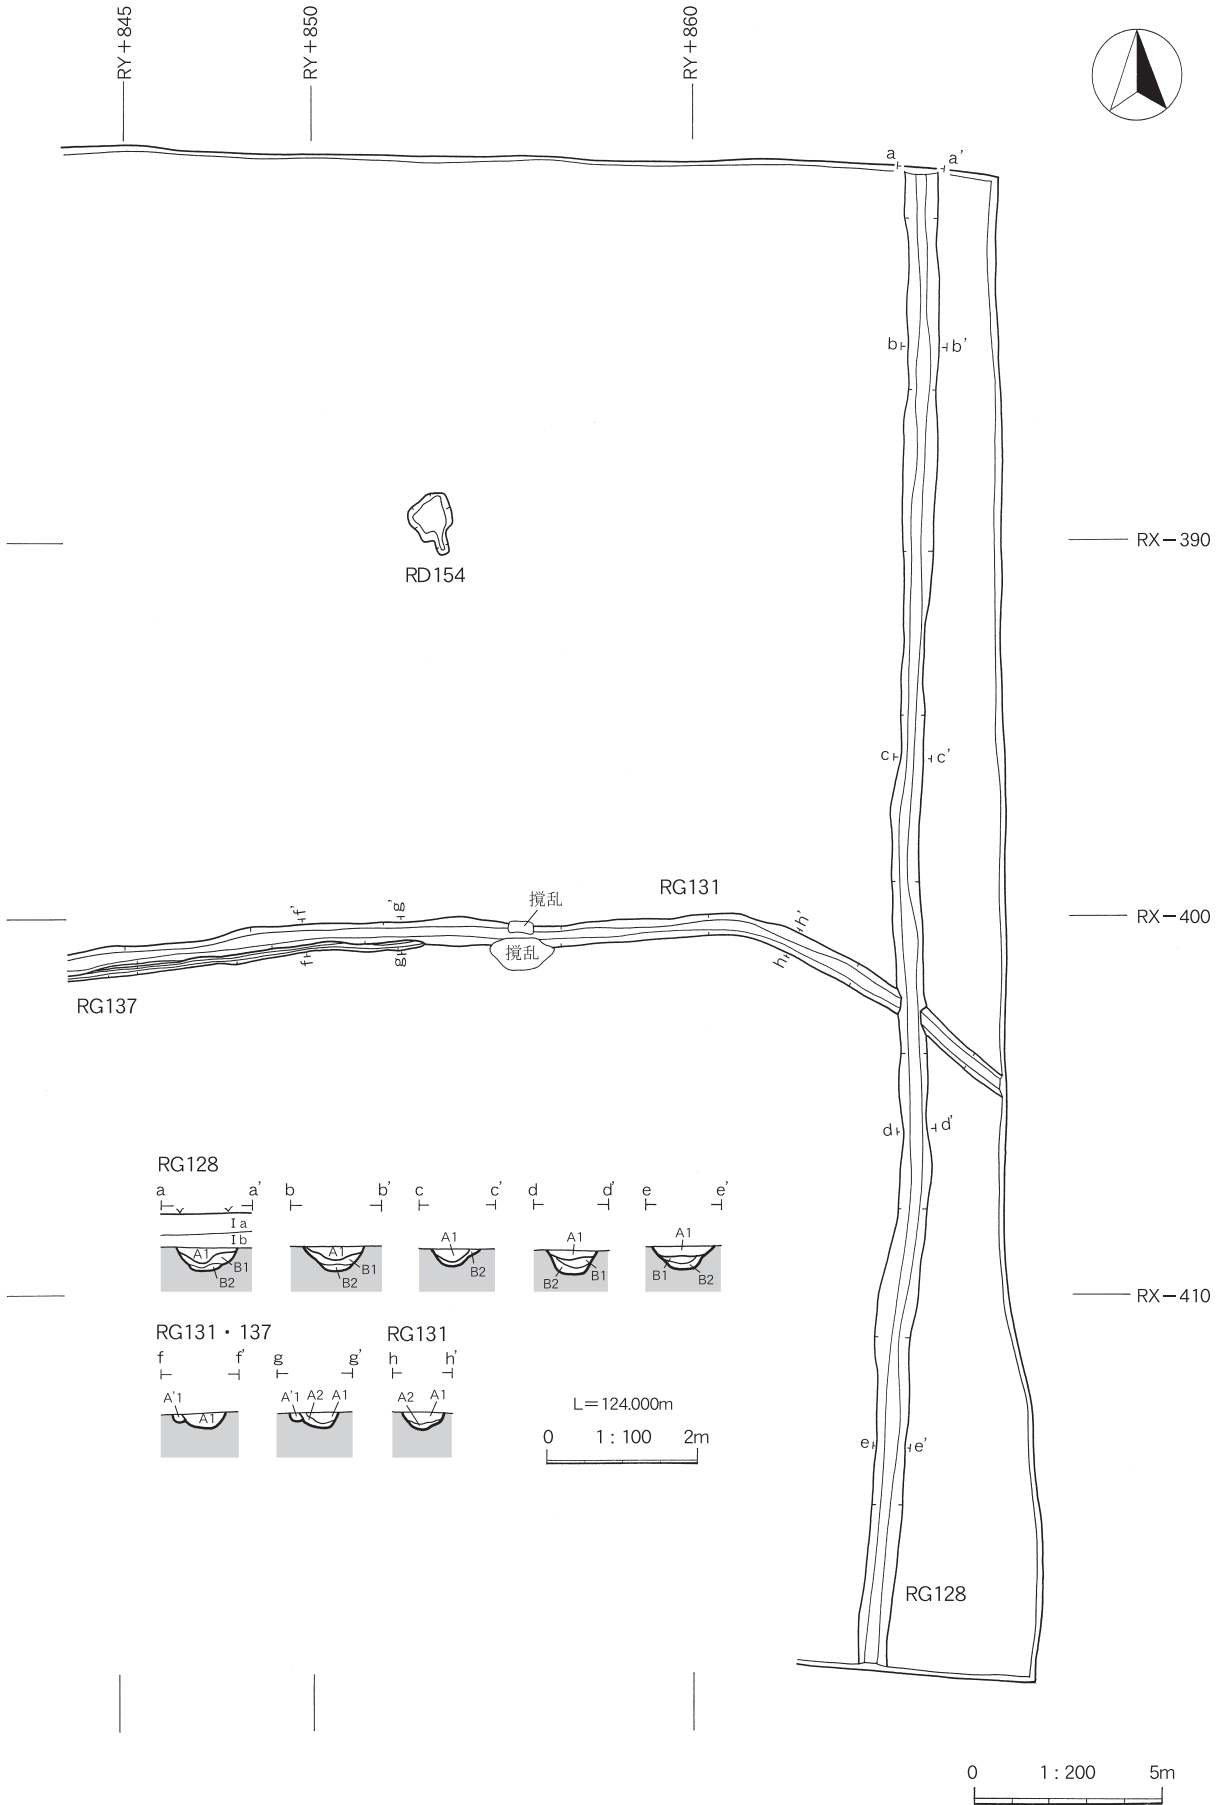 RY+845
RY+850
RY+860
a a'
b b'
RX-390
RD154
c c'
RG131
撹乱
RX-400
f' g' h'
撹乱
f g h
RG137
d d'
RG128
a a' b b' c c' d d' e e'
Ia
Ib
A1 B1 B2
A1 B1 B2
A1 B2
A1 B1 B2
A1 B1 B2
RX-410
RG131・137 RG131
f f' g g' h h'
A'1 A1
A'1 A2 A1
A2 A1
L=124.000m
0 1:100 2m
e e'
RG128
0 1:200 5m